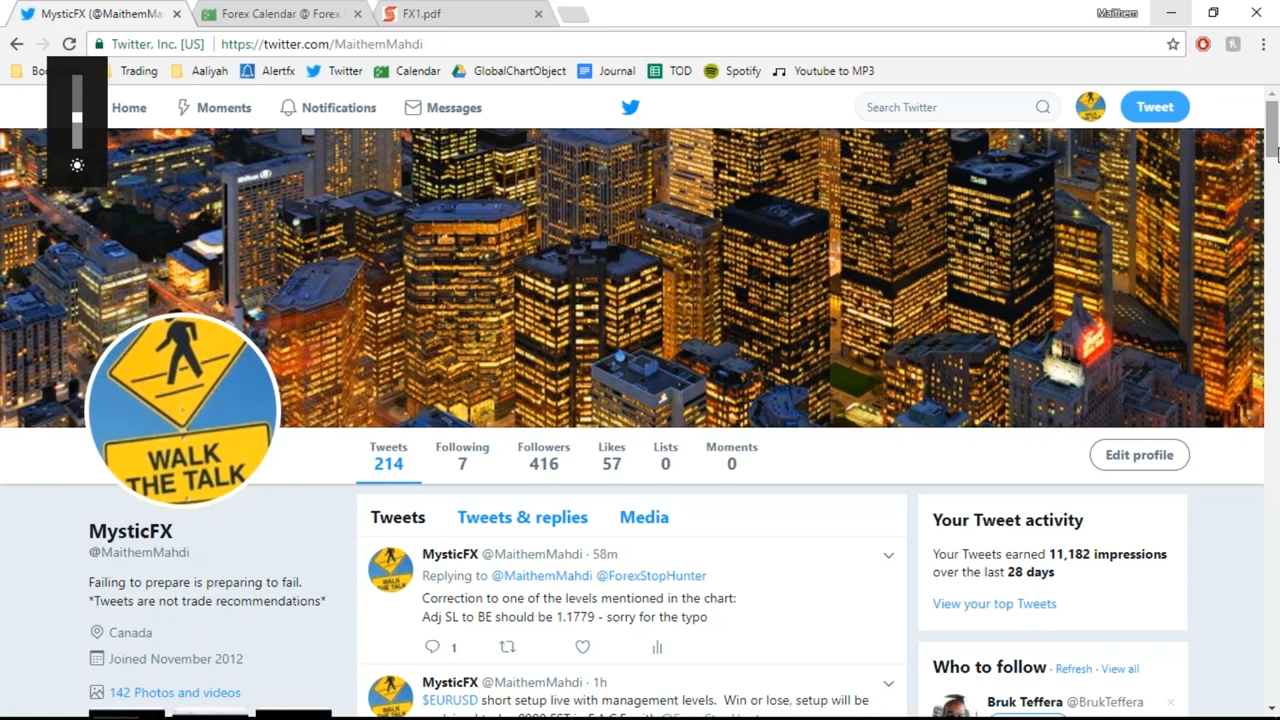 MysticFX (@MaithemMa
Forex Calendar @ Forex
FX1.pdf
Maithem
Twitter, Inc. [US]
https://twitter.com/MaithemMahdi
Trading
Aaliyah
Alertfx
Twitter
Calendar
GlobalChartObject
Journal
TOD
Spotify
Youtube to MP3
Home
Moments
Notifications
Messages
Search Twitter
Tweet
Hilton
WALK
THE TALK
Tweets
214
Following
7
Followers
416
Likes
57
Lists
0
Moments
0
Edit profile
MysticFX
@MaithemMahdi
Failing to prepare is preparing to fail.
*Tweets are not trade recommendations*
Canada
Joined November 2012
142 Photos and videos
Tweets
Tweets & replies
Media
MysticFX @MaithemMahdi · 58m
Replying to @MaithemMahdi @ForexStopHunter
Correction to one of the levels mentioned in the chart:
Adj SL to BE should be 1.1779 - sorry for the typo
1
MysticFX @MaithemMahdi · 1h
$EURUSD short setup live with management levels. Win or lose, setup will be
Your Tweet activity
Your Tweets earned 11,182 impressions
over the last 28 days
View your top Tweets
Who to follow · Refresh · View all
Bruk Teffera @BrukTeffera